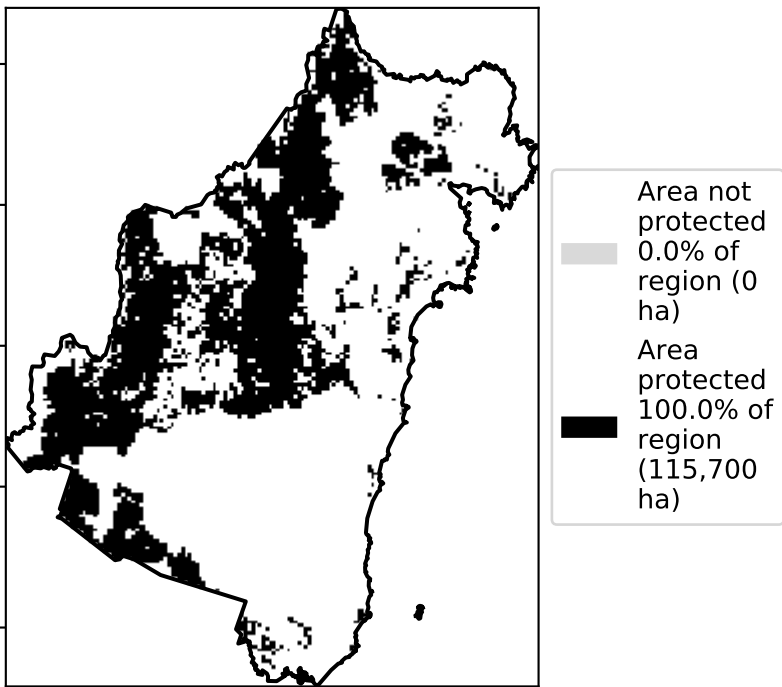 Area not
protected
0.0% of
region (0
ha)
Area
protected
100.0% of
region
(115,700
ha)